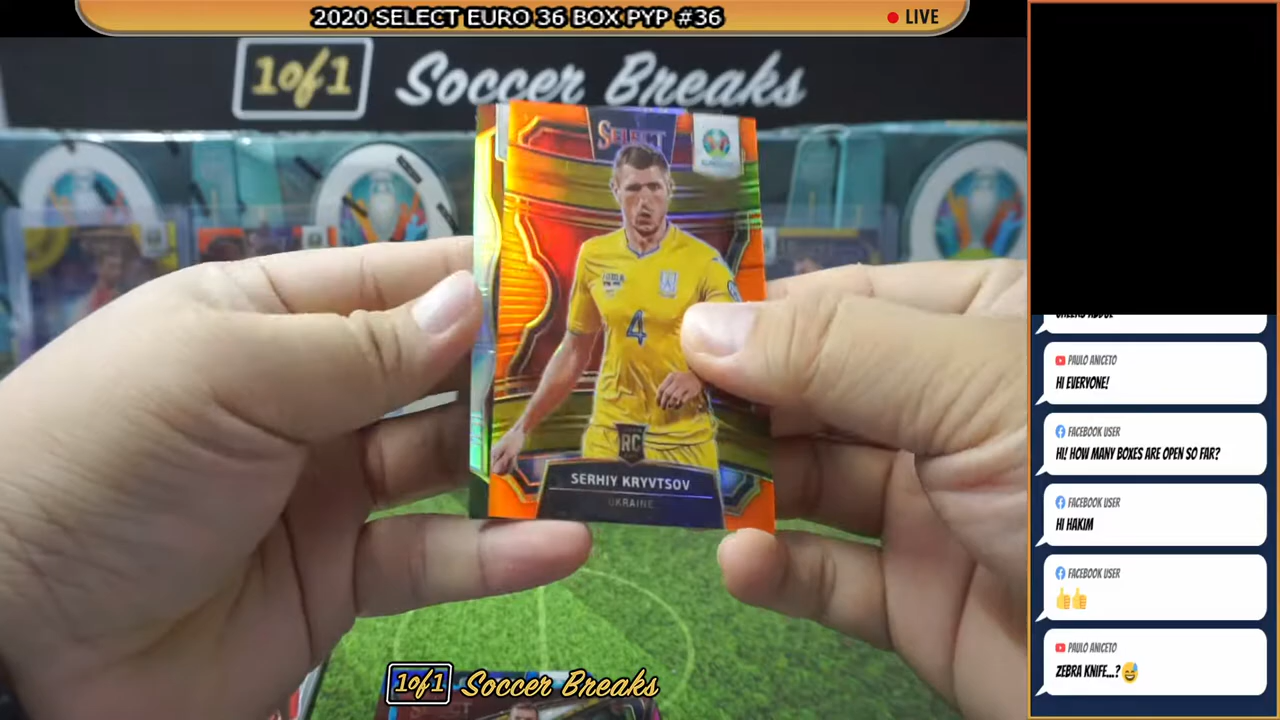 2020 SELECT EURO 36 BOX PYP #36
LIVE
1of1 Soccer Breaks
SELECT
4
RC
SERHIY KRYVTSOV
UKRAINE
1of1 Soccer Breaks
SELECT
PAULO ANICETO
HI EVERYONE!
FACEBOOK USER
HI! HOW MANY BOXES ARE OPEN SO FAR?
FACEBOOK USER
HI HAKIM
FACEBOOK USER
👍👍
PAULO ANICETO
ZEBRA KNIFE...?😅